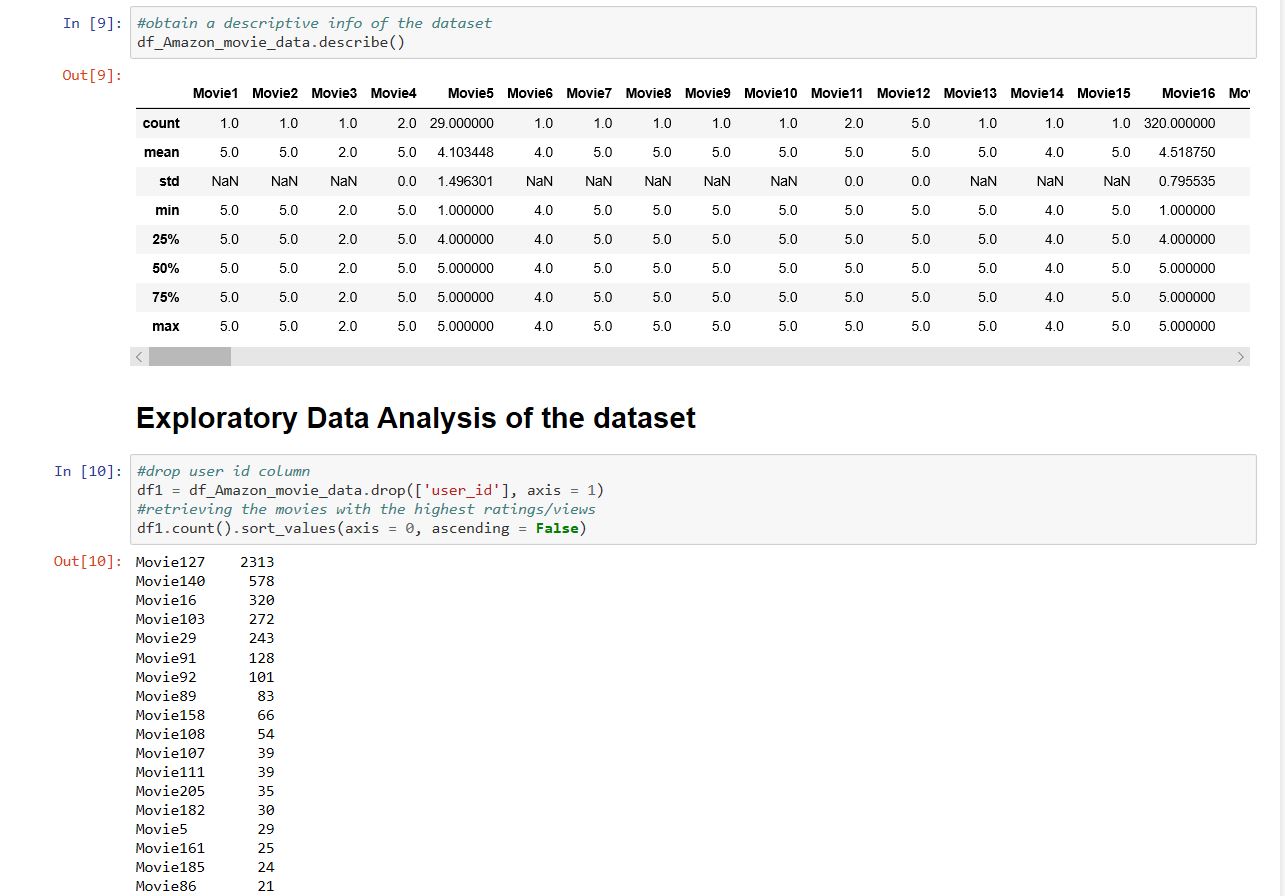 In [9]: #obtain a descriptive info of the dataset
df_Amazon_movie_data.describe()
Out[9]:
Movie1 Movie2 Movie3 Movie4 Movie5 Movie6 Movie7 Movie8 Movie9 Movie10 Movie11 Movie12 Movie13 Movie14 Movie15 Movie16 Mo
count 1.0 1.0 1.0 2.0 29.000000 1.0 1.0 1.0 1.0 1.0 2.0 5.0 1.0 1.0 1.0 320.000000
mean 5.0 5.0 2.0 5.0 4.103448 4.0 5.0 5.0 5.0 5.0 5.0 5.0 5.0 4.0 5.0 4.518750
std NaN NaN NaN 0.0 1.496301 NaN NaN NaN NaN NaN 0.0 0.0 NaN NaN NaN 0.795535
min 5.0 5.0 2.0 5.0 1.000000 4.0 5.0 5.0 5.0 5.0 5.0 5.0 5.0 4.0 5.0 1.000000
25% 5.0 5.0 2.0 5.0 4.000000 4.0 5.0 5.0 5.0 5.0 5.0 5.0 5.0 4.0 5.0 4.000000
50% 5.0 5.0 2.0 5.0 5.000000 4.0 5.0 5.0 5.0 5.0 5.0 5.0 5.0 4.0 5.0 5.000000
75% 5.0 5.0 2.0 5.0 5.000000 4.0 5.0 5.0 5.0 5.0 5.0 5.0 5.0 4.0 5.0 5.000000
max 5.0 5.0 2.0 5.0 5.000000 4.0 5.0 5.0 5.0 5.0 5.0 5.0 5.0 4.0 5.0 5.000000
Exploratory Data Analysis of the dataset
In [10]: #drop user id column
df1 = df_Amazon_movie_data.drop(['user_id'], axis = 1)
#retrieving the movies with the highest ratings/views
df1.count().sort_values(axis = 0, ascending = False)
Out[10]: Movie127 2313
Movie140 578
Movie16 320
Movie103 272
Movie29 243
Movie91 128
Movie92 101
Movie89 83
Movie158 66
Movie108 54
Movie107 39
Movie111 39
Movie205 35
Movie182 30
Movie5 29
Movie161 25
Movie185 24
Movie86 21